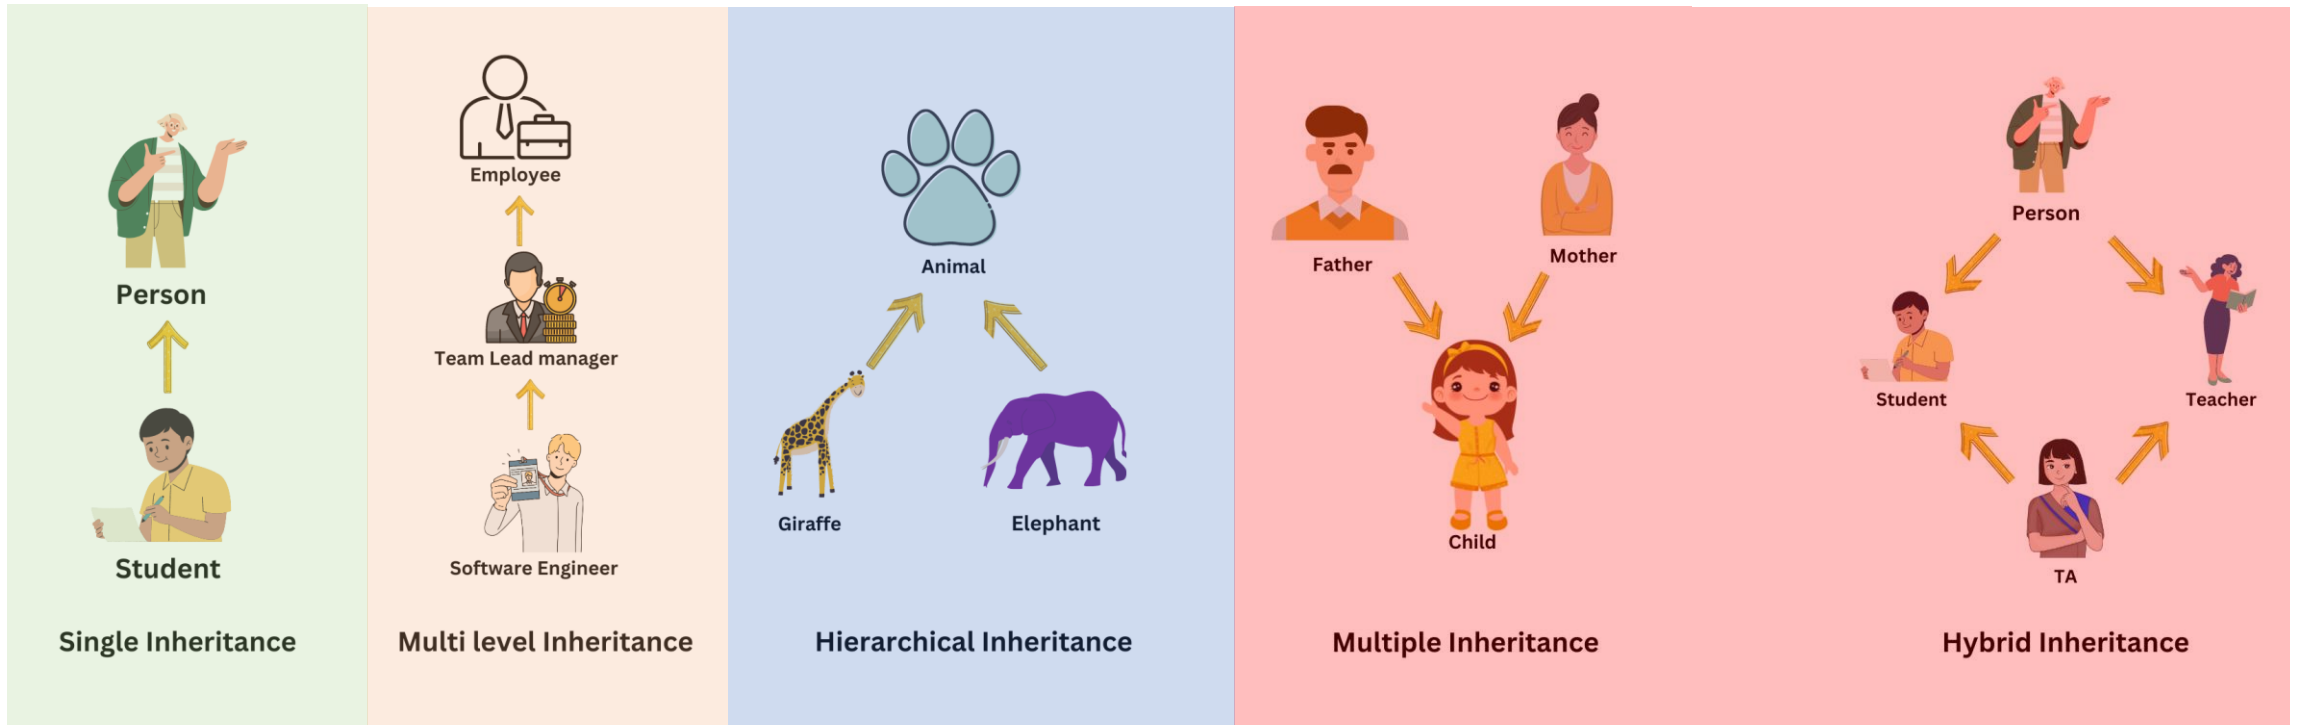 Person
Student
Single Inheritance
Employee
Team Lead manager
Software Engineer
Multi level Inheritance
Animal
Giraffe
Elephant
Hierarchical Inheritance
Father
Mother
Child
Multiple Inheritance
Person
Student
Teacher
TA
Hybrid Inheritance